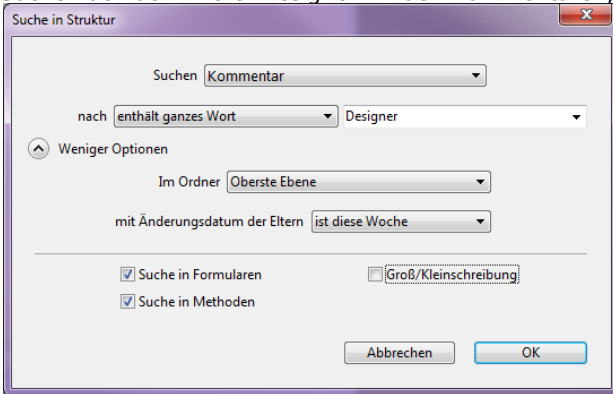 Suche in Struktur
Suchen Kommentar
nach enthält ganzes Wort Designer
Weniger Optionen
Im Ordner Oberste Ebene
mit Änderungsdatum der Eltern ist diese Woche
Suche in Formularen Groß/Kleinschreibung
Suche in Methoden
Abbrechen OK